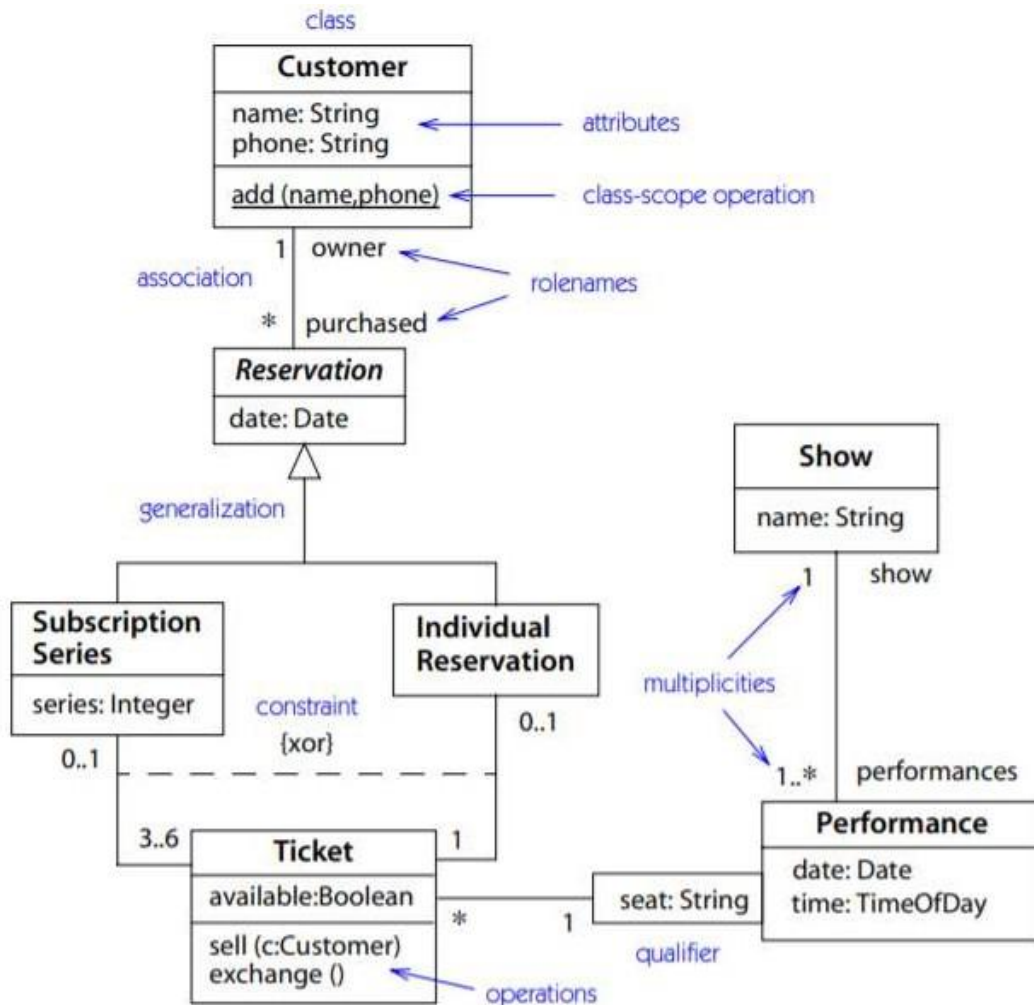 class
Customer
name: String
phone: String
attributes
add (name,phone)
class-scope operation
1
owner
association
rolenames
*
purchased
Reservation
date: Date
generalization
Show
name: String
1
show
Subscription
Series
series: Integer
Individual
Reservation
multiplicities
constraint
{xor}
0..1
0..1
1..*
performances
3..6
1
Ticket
available:Boolean
sell (c:Customer)
exchange ()
operations
*
1
seat: String
qualifier
Performance
date: Date
time: TimeOfDay